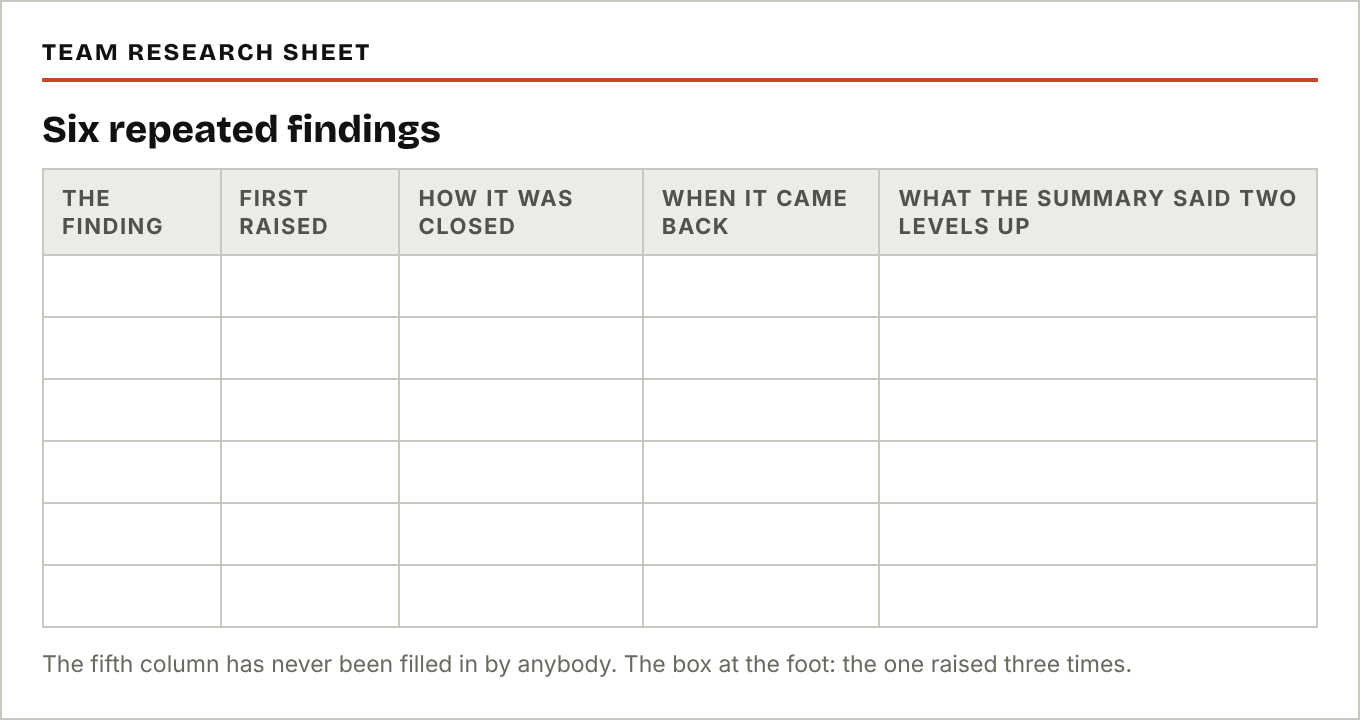 TEAM RESEARCH SHEET
Six repeated findings
THE
FINDING
FIRST
RAISED
HOW IT WAS
CLOSED
WHEN IT CAME
BACK
WHAT THE SUMMARY SAID TWO
LEVELS UP
The fifth column has never been filled in by anybody. The box at the foot: the one raised three times.